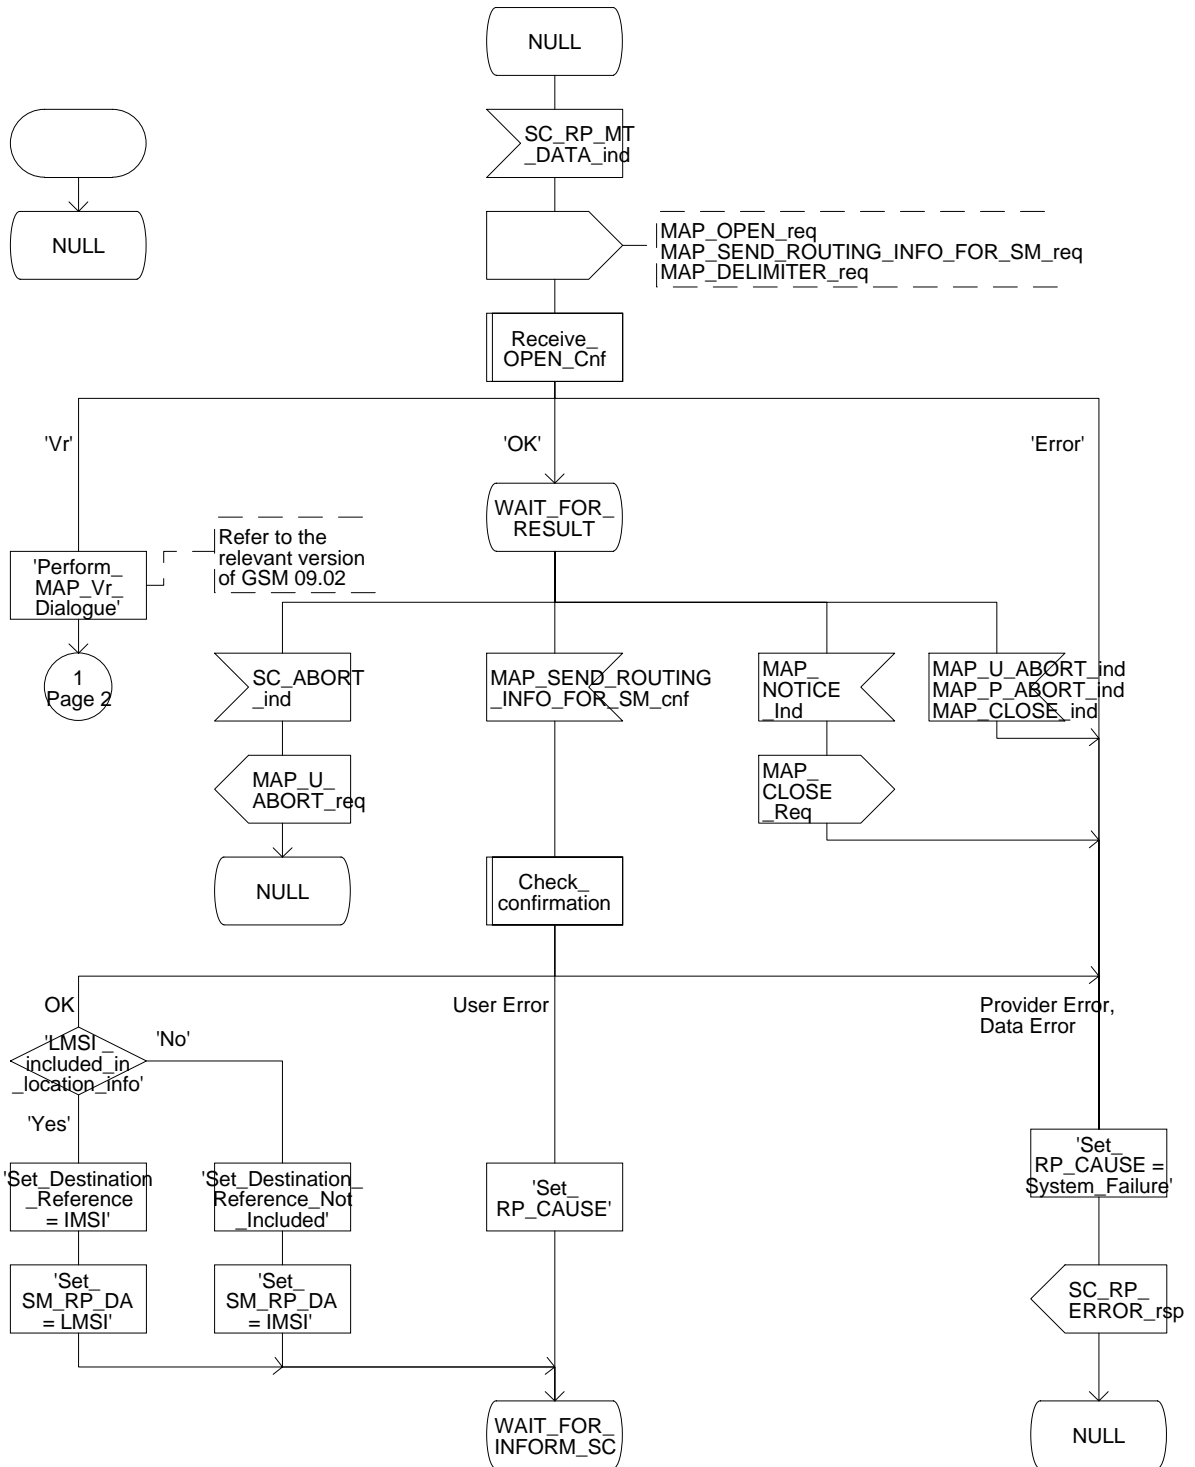 NULL
SC_RP_MT
_DATA_ind
NULL
MAP_OPEN_req
MAP_SEND_ROUTING_INFO_FOR_SM_req
MAP_DELIMITER_req
Receive_
OPEN_Cnf
'Vr'
'OK'
'Error'
WAIT_FOR_
RESULT
Refer to the
relevant version
of GSM 09.02
'Perform_
MAP_Vr_
Dialogue'
1
Page 2
SC_ABORT
_ind
MAP_SEND_ROUTING
_INFO_FOR_SM_cnf
MAP_
NOTICE
_Ind
MAP_U_ABORT_ind
MAP_P_ABORT_ind
MAP_CLOSE_ind
MAP_U_
ABORT_req
MAP_
CLOSE
_Req
NULL
Check_
confirmation
OK
User Error
Provider Error,
Data Error
'LMSI_
included_in
_location_info'
'No'
'Yes'
'Set_Destination
_Reference
= IMSI'
'Set_Destination_
Reference_Not
_Included'
'Set_
RP_CAUSE'
'Set_
RP_CAUSE =
System_Failure'
'Set_
SM_RP_DA
= LMSI'
'Set_
SM_RP_DA
= IMSI'
SC_RP_
ERROR_rsp
WAIT_FOR_
INFORM_SC
NULL